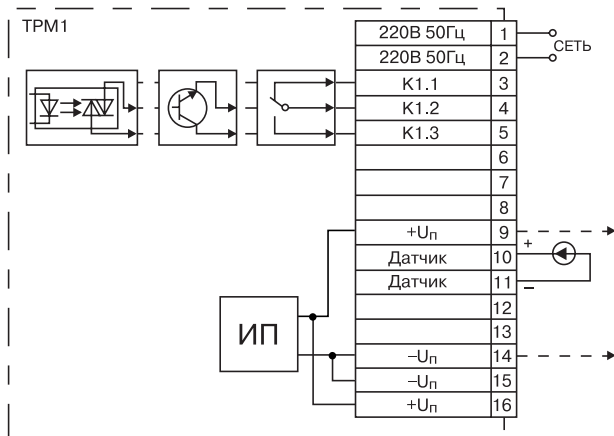 ТРМ1
220В 50Гц 1
220В 50Гц 2
СЕТЬ
К1.1 3
К1.2 4
К1.3 5
6
7
8
+Uп 9
Датчик 10 +
Датчик 11 −
12
13
ИП
−Uп 14
−Uп 15
+Uп 16